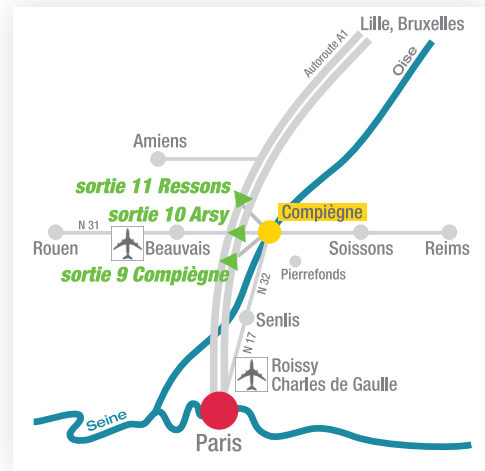 Lille, Bruxelles
Autoroute A1
Oise
Amiens
sortie 11 Ressons
sortie 10 Arsy
Compiègne
N 31
Rouen
Beauvais
Soissons
Reims
sortie 9 Compiègne
Pierrefonds
N 32
Senlis
N 17
Roissy
Charles de Gaulle
Seine
Paris